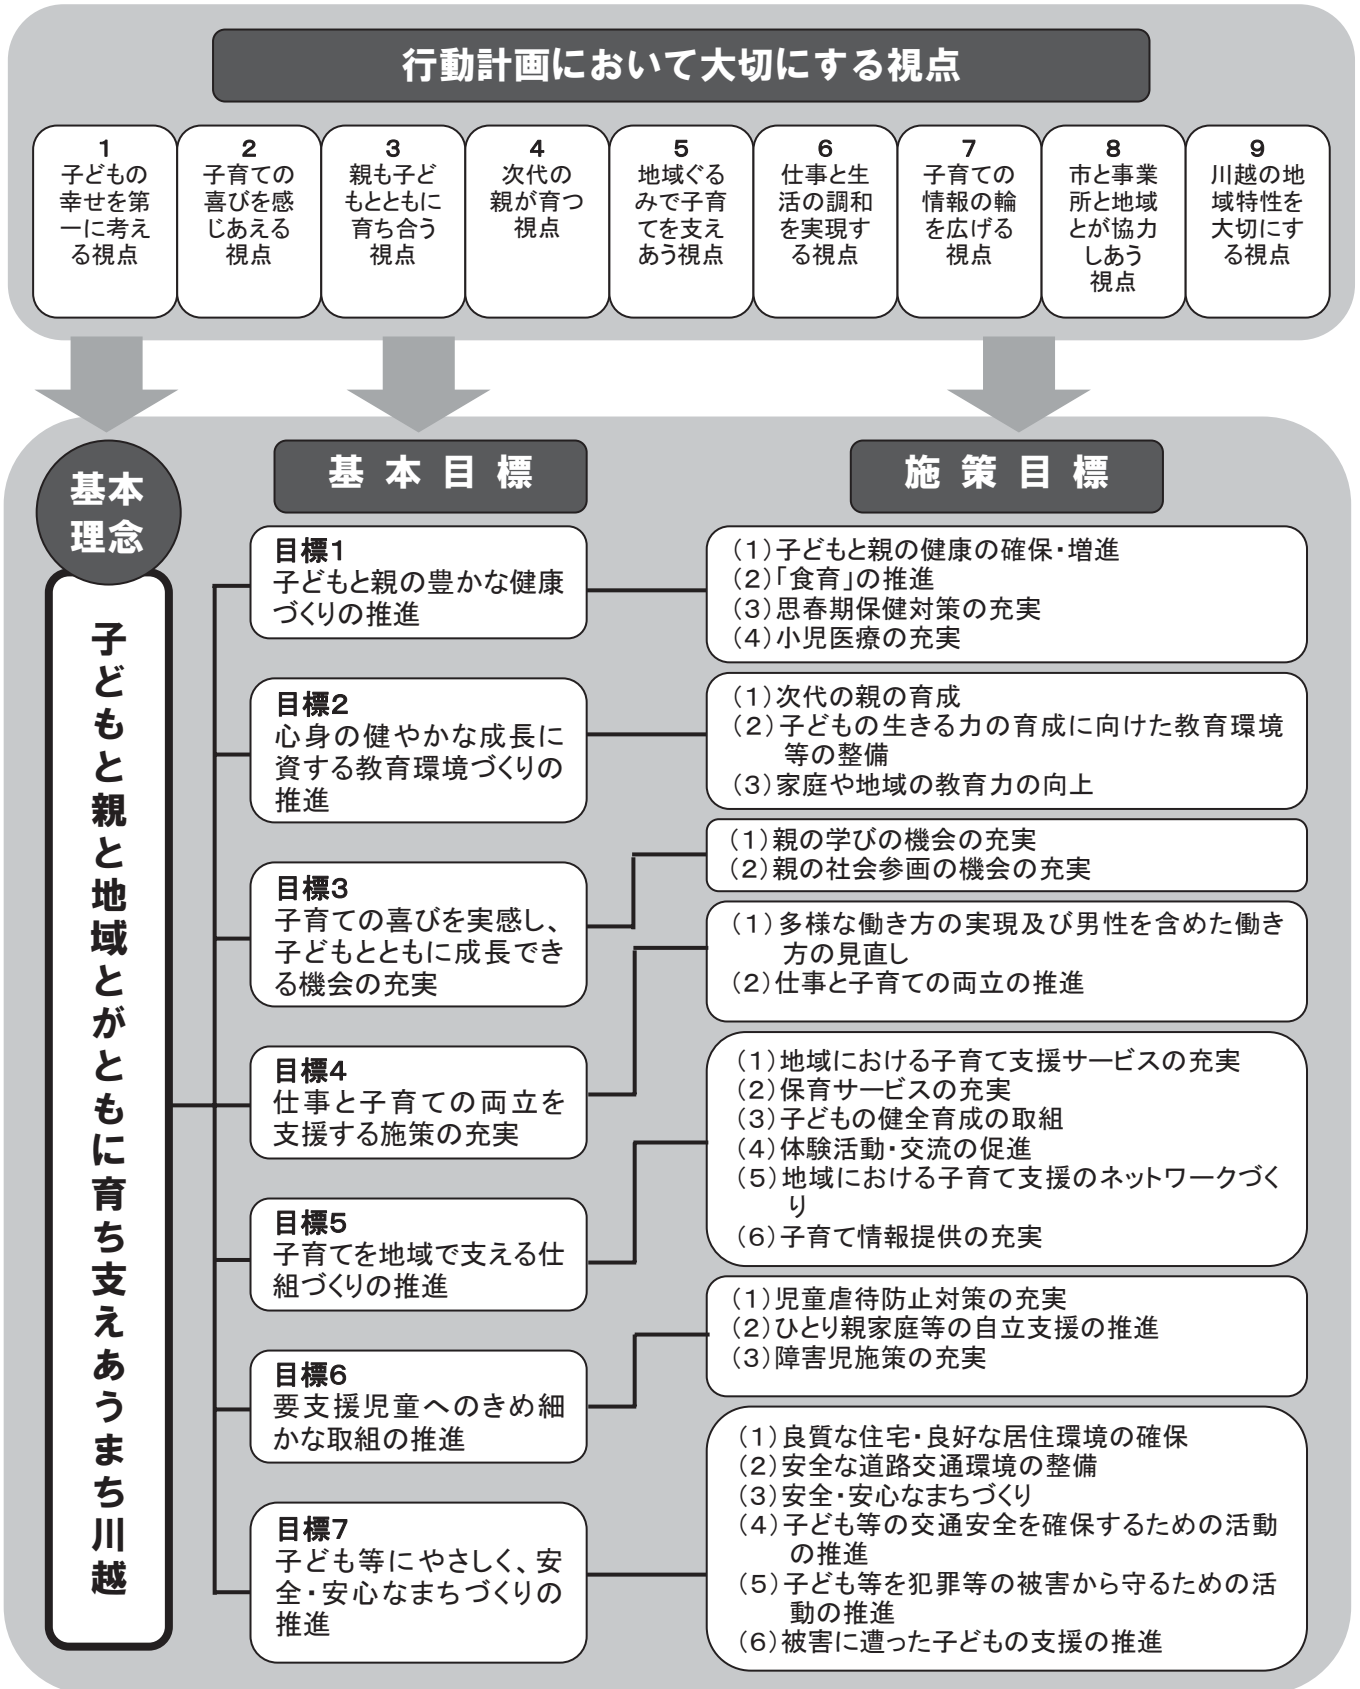 行動計画において大切にする視点
1
子どもの
幸せを第
一に考え
る視点
2
子育ての
喜びを感
じあえる
視点
3
親も子ど
もとともに
育ち合う
視点
4
次代の
親が育つ
視点
5
地域ぐる
みで子育
てを支え
あう視点
6
仕事と生
活の調和
を実現す
る視点
7
子育ての
情報の輪
を広げる
視点
8
市と事業
所と地域
とが協力
しあう
視点
9
川越の地
域特性を
大切にす
る視点
基本
理念
子どもと親と地域とがともに育ち支えあうまち川越
基本目標
施策目標
目標1
子どもと親の豊かな健康
づくりの推進
(1)子どもと親の健康の確保・増進
(2)「食育」の推進
(3)思春期保健対策の充実
(4)小児医療の充実
目標2
心身の健やかな成長に
資する教育環境づくりの
推進
(1)次代の親の育成
(2)子どもの生きる力の育成に向けた教育環境
等の整備
(3)家庭や地域の教育力の向上
目標3
子育ての喜びを実感し、
子どもとともに成長でき
る機会の充実
(1)親の学びの機会の充実
(2)親の社会参画の機会の充実
目標4
仕事と子育ての両立を
支援する施策の充実
(1)多様な働き方の実現及び男性を含めた働き
方の見直し
(2)仕事と子育ての両立の推進
目標5
子育てを地域で支える仕
組づくりの推進
(1)地域における子育て支援サービスの充実
(2)保育サービスの充実
(3)子どもの健全育成の取組
(4)体験活動・交流の促進
(5)地域における子育て支援のネットワークづく
り
(6)子育て情報提供の充実
目標6
要支援児童へのきめ細
かな取組の推進
(1)児童虐待防止対策の充実
(2)ひとり親家庭等の自立支援の推進
(3)障害児施策の充実
目標7
子ども等にやさしく、安
全・安心なまちづくりの
推進
(1)良質な住宅・良好な居住環境の確保
(2)安全な道路交通環境の整備
(3)安全・安心なまちづくり
(4)子ども等の交通安全を確保するための活動
の推進
(5)子ども等を犯罪等の被害から守るための活
動の推進
(6)被害に遭った子どもの支援の推進